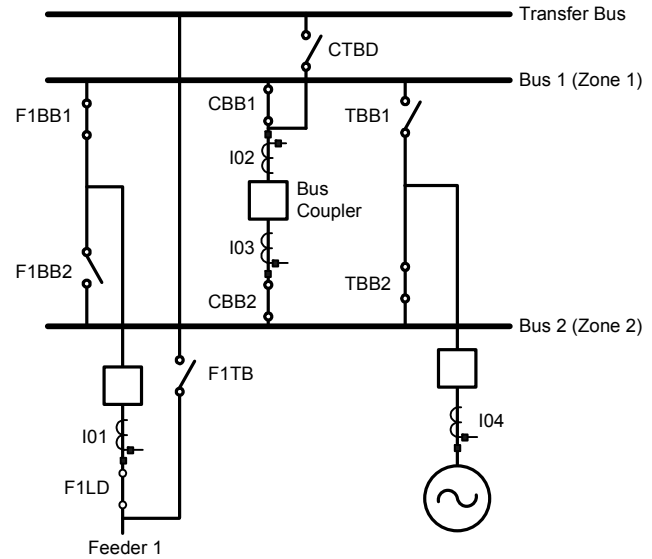 Transfer Bus
CTBD
Bus 1 (Zone 1)
F1BB1
CBB1
TBB1
I02
Bus
Coupler
I03
F1BB2
TBB2
CBB2
Bus 2 (Zone 2)
F1TB
I01
I04
F1LD
Feeder 1